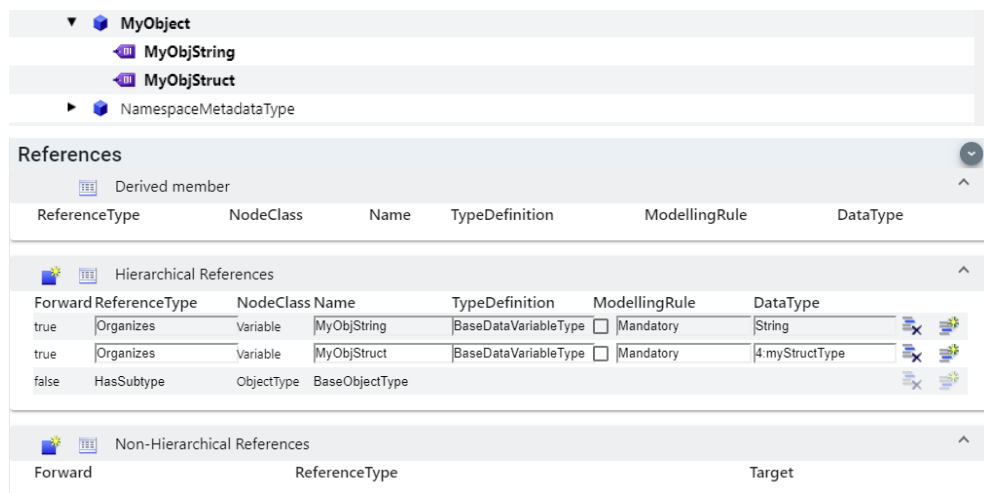 MyObject
MyObjString
MyObjStruct
NamespaceMetadataType
References
Derived member
ReferenceType NodeClass Name TypeDefinition ModellingRule DataType
Hierarchical References
Forward ReferenceType NodeClass Name TypeDefinition ModellingRule DataType
true Organizes Variable MyObjString BaseDataVariableType Mandatory String
true Organizes Variable MyObjStruct BaseDataVariableType Mandatory 4:myStructType
false HasSubtype ObjectType BaseObjectType
Non-Hierarchical References
Forward ReferenceType Target